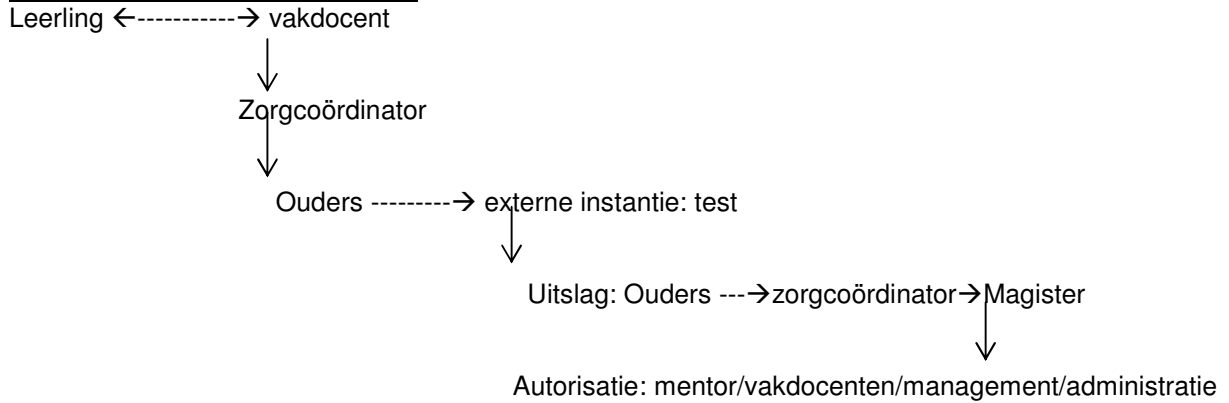 Leerling ←-----------→ vakdocent
Zorgcoördinator
Ouders ---------→ externe instantie: test
Uitslag: Ouders ---→zorgcoördinator→Magister
Autorisatie: mentor/vakdocenten/management/administratie